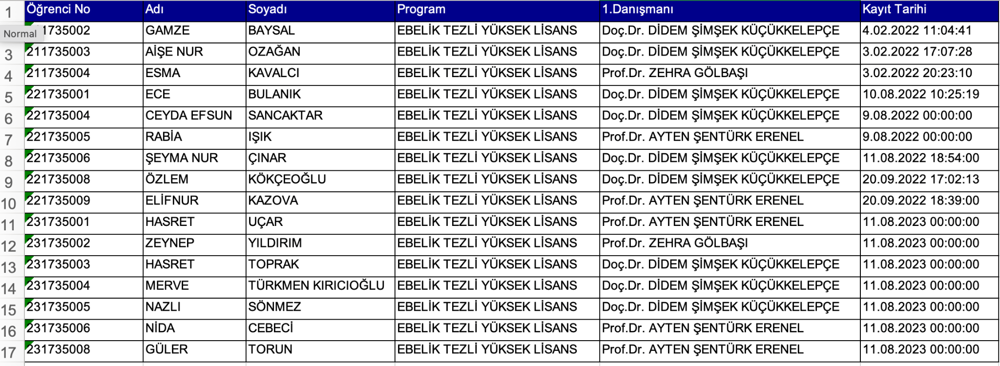 1 Öğrenci No Adı Soyadı Program 1.Danışmanı Kayıt Tarihi
Normal 1735002 GAMZE BAYSAL EBELİK TEZLİ YÜKSEK LİSANS Doç.Dr. DİDEM ŞİMŞEK KÜÇÜKKELEPÇE 4.02.2022 11:04:41
3 211735003 AİŞE NUR OZAĞAN EBELİK TEZLİ YÜKSEK LİSANS Doç.Dr. DİDEM ŞİMŞEK KÜÇÜKKELEPÇE 3.02.2022 17:07:28
4 211735004 ESMA KAVALCI EBELİK TEZLİ YÜKSEK LİSANS Prof.Dr. ZEHRA GÖLBAŞI 3.02.2022 20:23:10
5 221735001 ECE BULANIK EBELİK TEZLİ YÜKSEK LİSANS Doç.Dr. DİDEM ŞİMŞEK KÜÇÜKKELEPÇE 10.08.2022 10:25:19
6 221735004 CEYDA EFSUN SANCAKTAR EBELİK TEZLİ YÜKSEK LİSANS Doç.Dr. DİDEM ŞİMŞEK KÜÇÜKKELEPÇE 9.08.2022 00:00:00
7 221735005 RABİA IŞIK EBELİK TEZLİ YÜKSEK LİSANS Prof.Dr. AYTEN ŞENTÜRK ERENEL 9.08.2022 00:00:00
8 221735006 ŞEYMA NUR ÇINAR EBELİK TEZLİ YÜKSEK LİSANS Doç.Dr. DİDEM ŞİMŞEK KÜÇÜKKELEPÇE 11.08.2022 18:54:00
9 221735008 ÖZLEM KÖKÇEOĞLU EBELİK TEZLİ YÜKSEK LİSANS Doç.Dr. DİDEM ŞİMŞEK KÜÇÜKKELEPÇE 20.09.2022 17:02:13
10 221735009 ELİFNUR KAZOVA EBELİK TEZLİ YÜKSEK LİSANS Prof.Dr. AYTEN ŞENTÜRK ERENEL 20.09.2022 18:39:00
11 231735001 HASRET UÇAR EBELİK TEZLİ YÜKSEK LİSANS Prof.Dr. AYTEN ŞENTÜRK ERENEL 11.08.2023 00:00:00
12 231735002 ZEYNEP YILDIRIM EBELİK TEZLİ YÜKSEK LİSANS Prof.Dr. ZEHRA GÖLBAŞI 11.08.2023 00:00:00
13 231735003 HASRET TOPRAK EBELİK TEZLİ YÜKSEK LİSANS Doç.Dr. DİDEM ŞİMŞEK KÜÇÜKKELEPÇE 11.08.2023 00:00:00
14 231735004 MERVE TÜRKMEN KIRICIOĞLU EBELİK TEZLİ YÜKSEK LİSANS Doç.Dr. DİDEM ŞİMŞEK KÜÇÜKKELEPÇE 11.08.2023 00:00:00
15 231735005 NAZLI SÖNMEZ EBELİK TEZLİ YÜKSEK LİSANS Doç.Dr. DİDEM ŞİMŞEK KÜÇÜKKELEPÇE 11.08.2023 00:00:00
16 231735006 NİDA CEBECİ EBELİK TEZLİ YÜKSEK LİSANS Prof.Dr. AYTEN ŞENTÜRK ERENEL 11.08.2023 00:00:00
17 231735008 GÜLER TORUN EBELİK TEZLİ YÜKSEK LİSANS Prof.Dr. AYTEN ŞENTÜRK ERENEL 11.08.2023 00:00:00